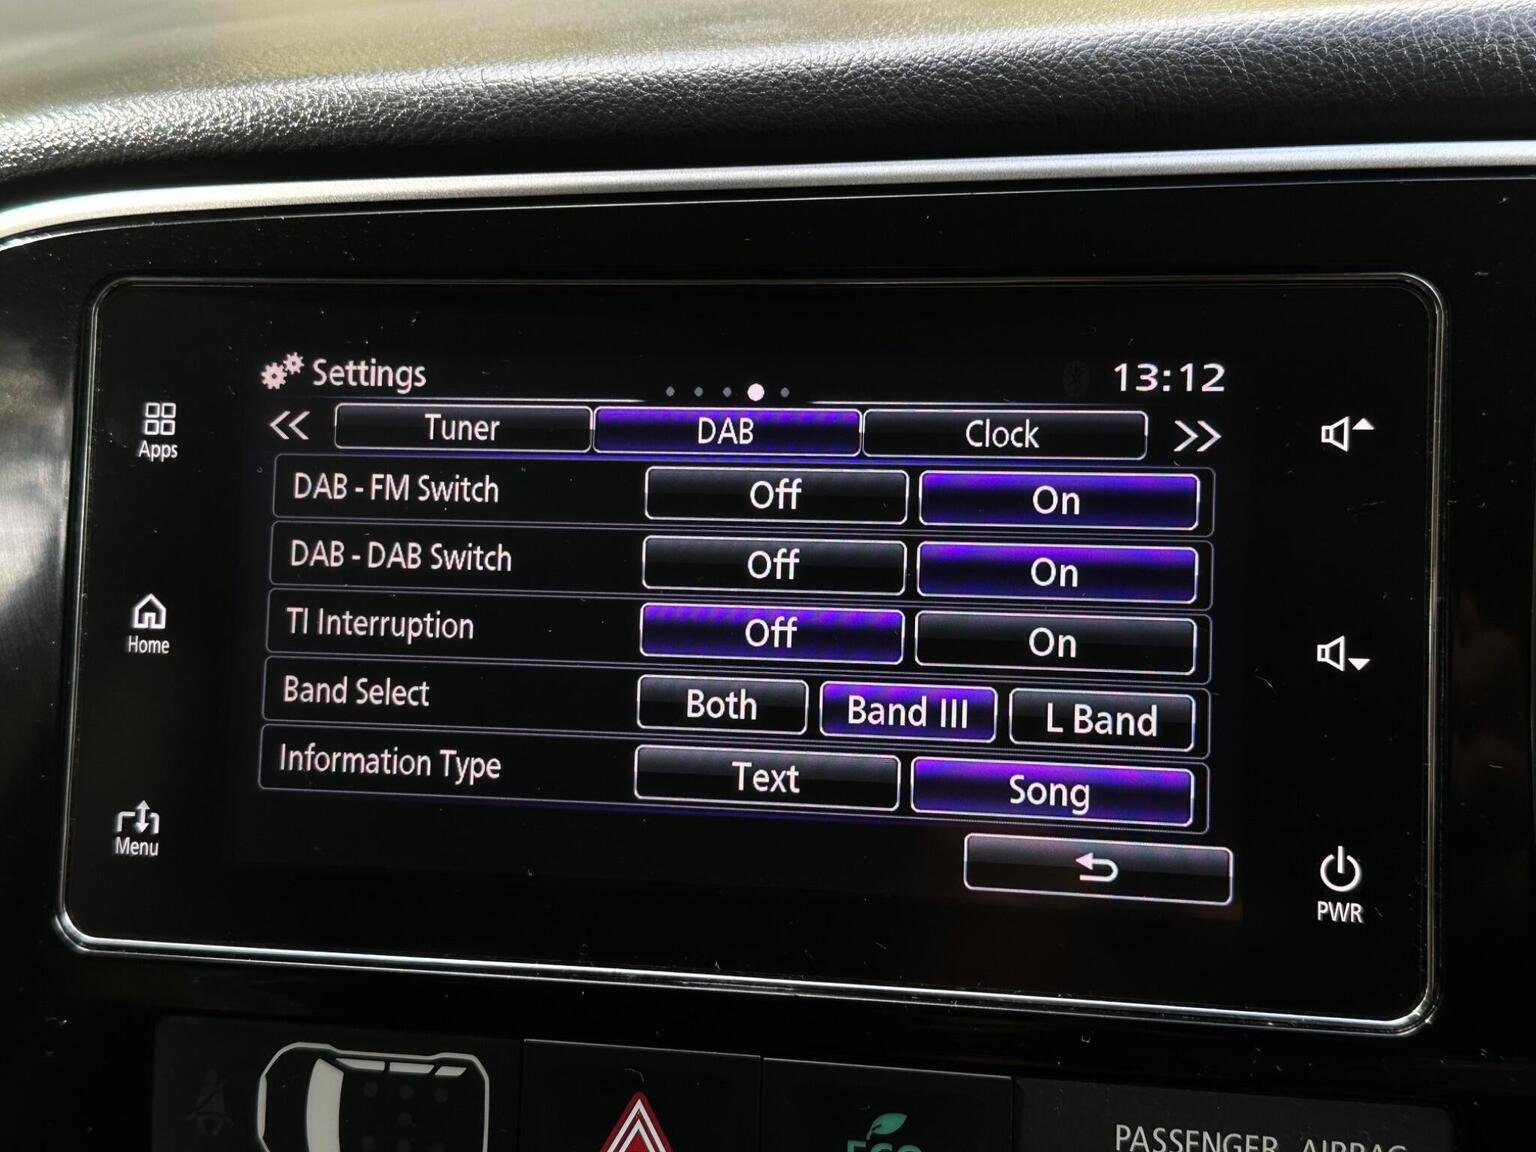 Settings 13:12
<< Tuner DAB Clock >>
DAB - FM Switch Off On
DAB - DAB Switch Off On
TI Interruption Off On
Band Select Both Band III L Band
Information Type Text Song
Apps
Home
Menu
PWR
ECO
PASSENGER AIRBAG